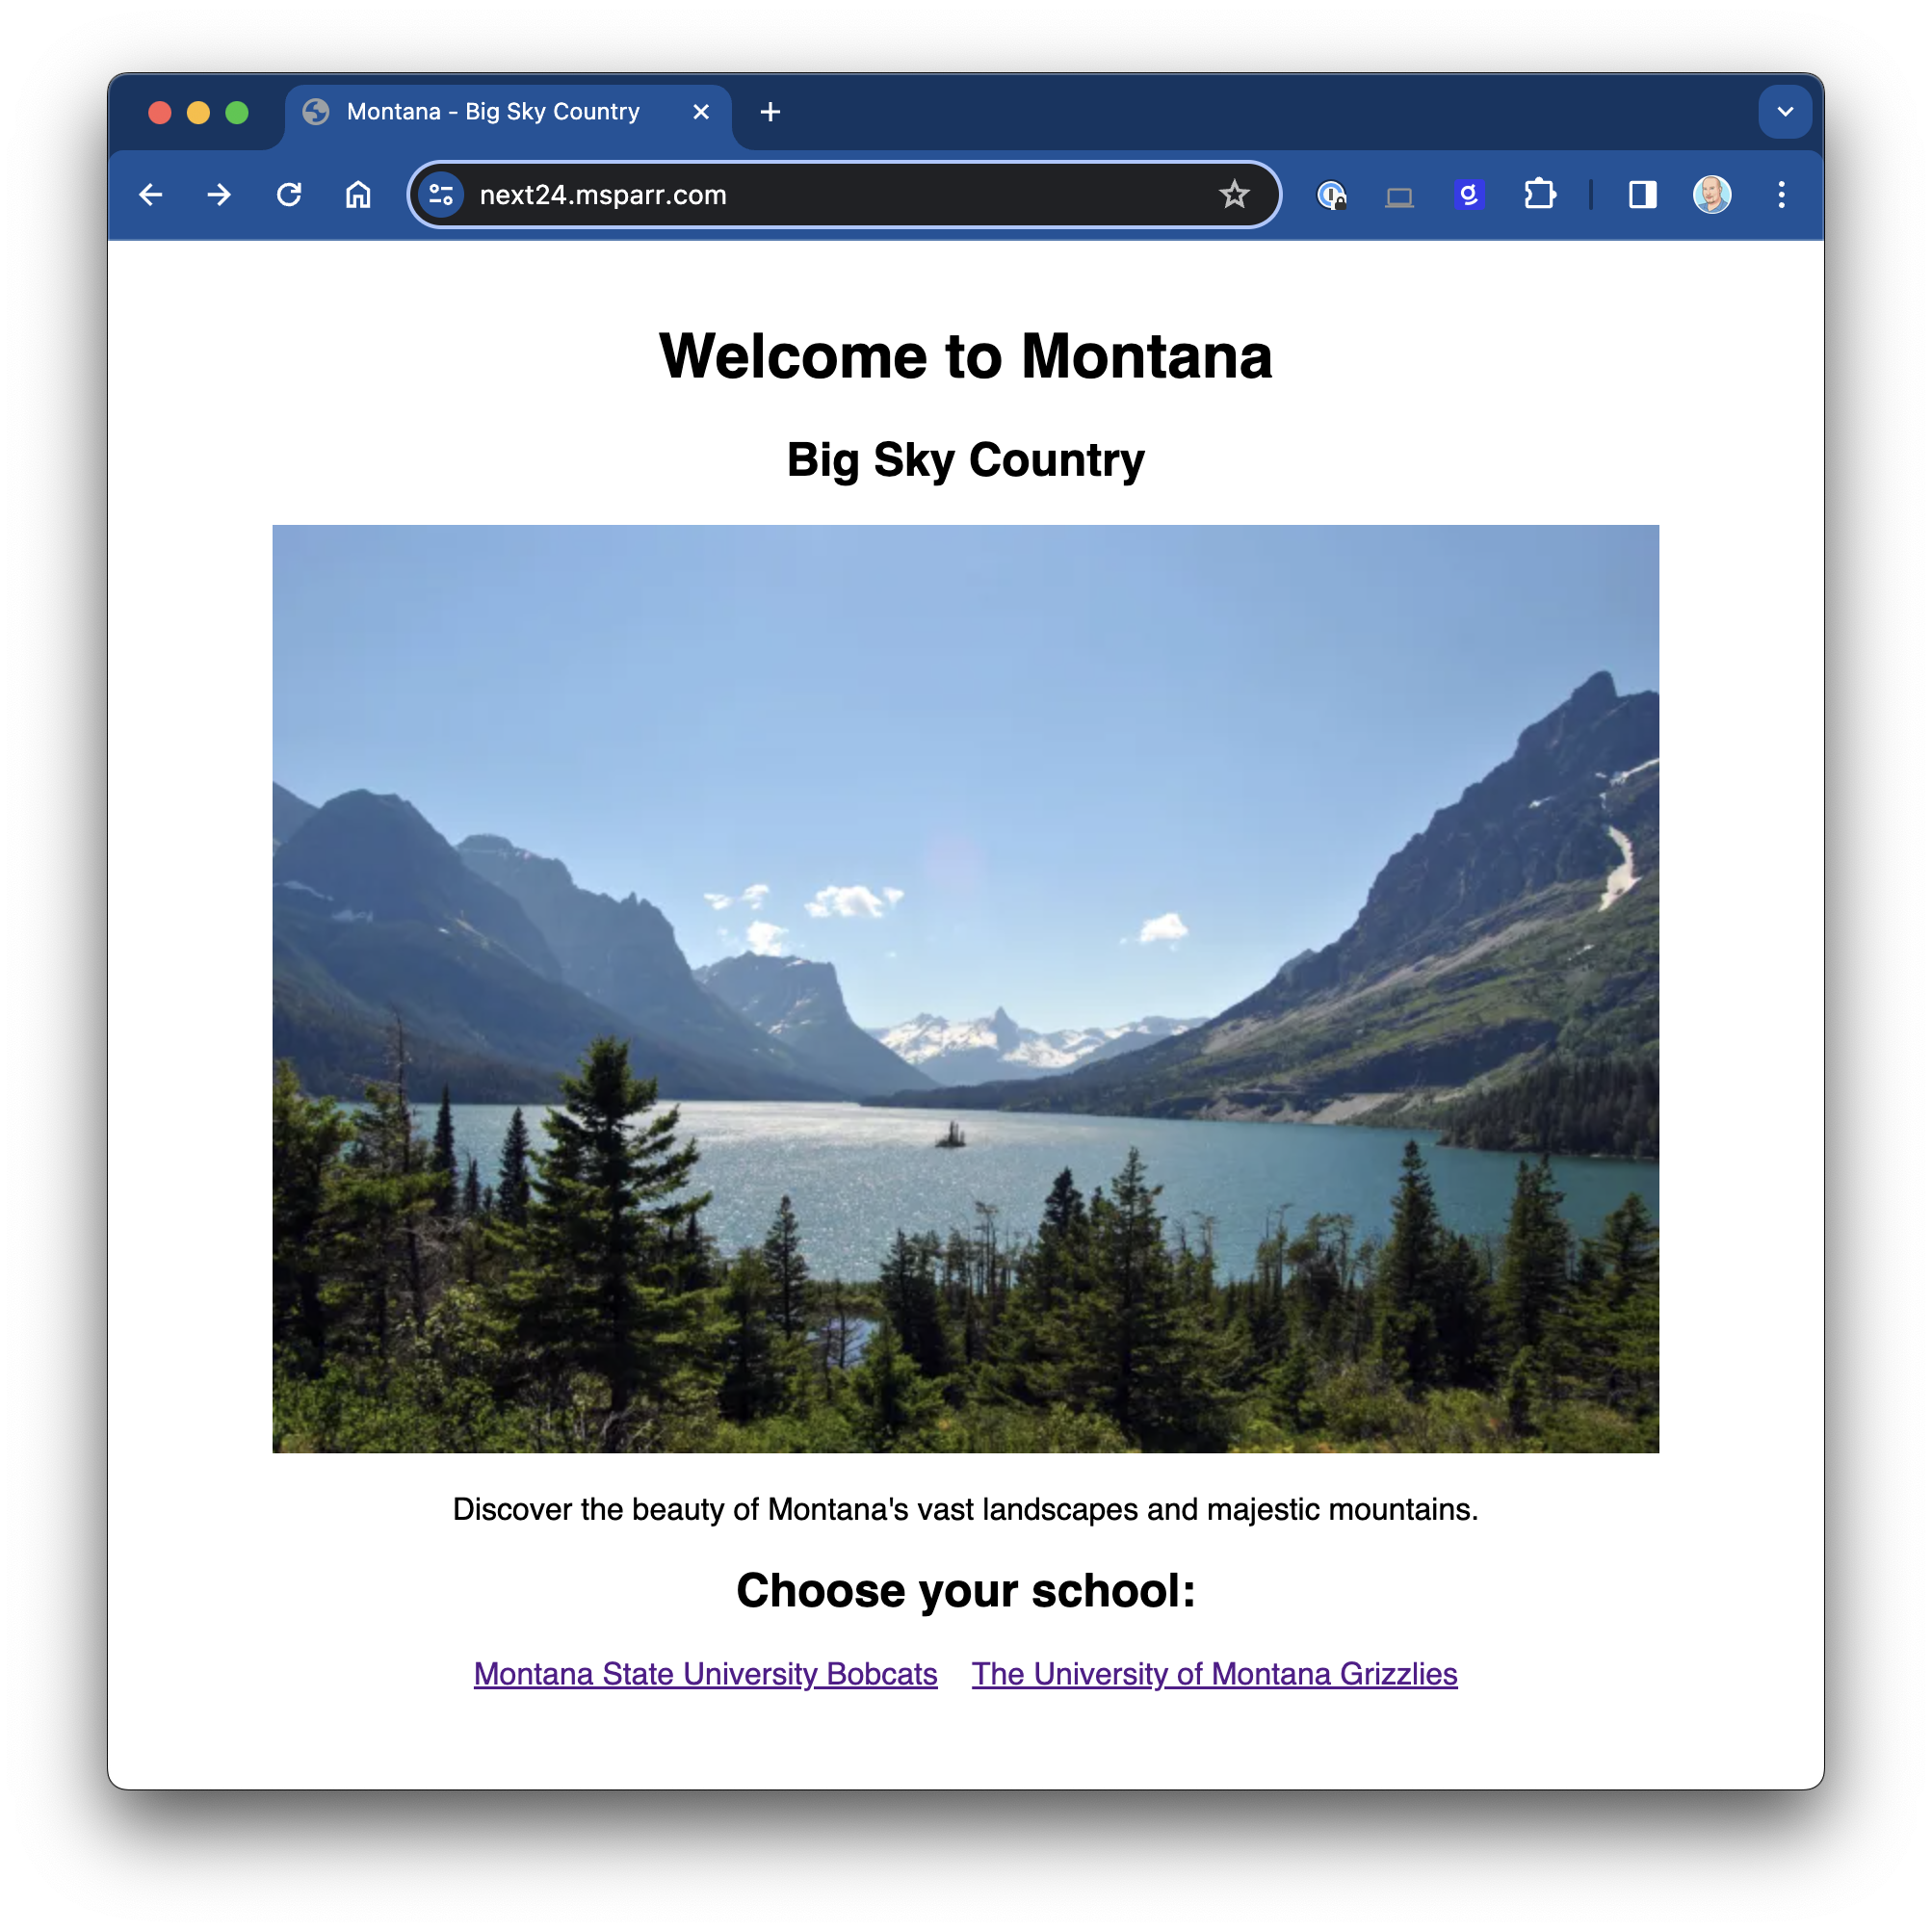 Montana - Big Sky Country
next24.msparr.com
Welcome to Montana
Big Sky Country
Discover the beauty of Montana's vast landscapes and majestic mountains.
Choose your school:
Montana State University Bobcats The University of Montana Grizzlies